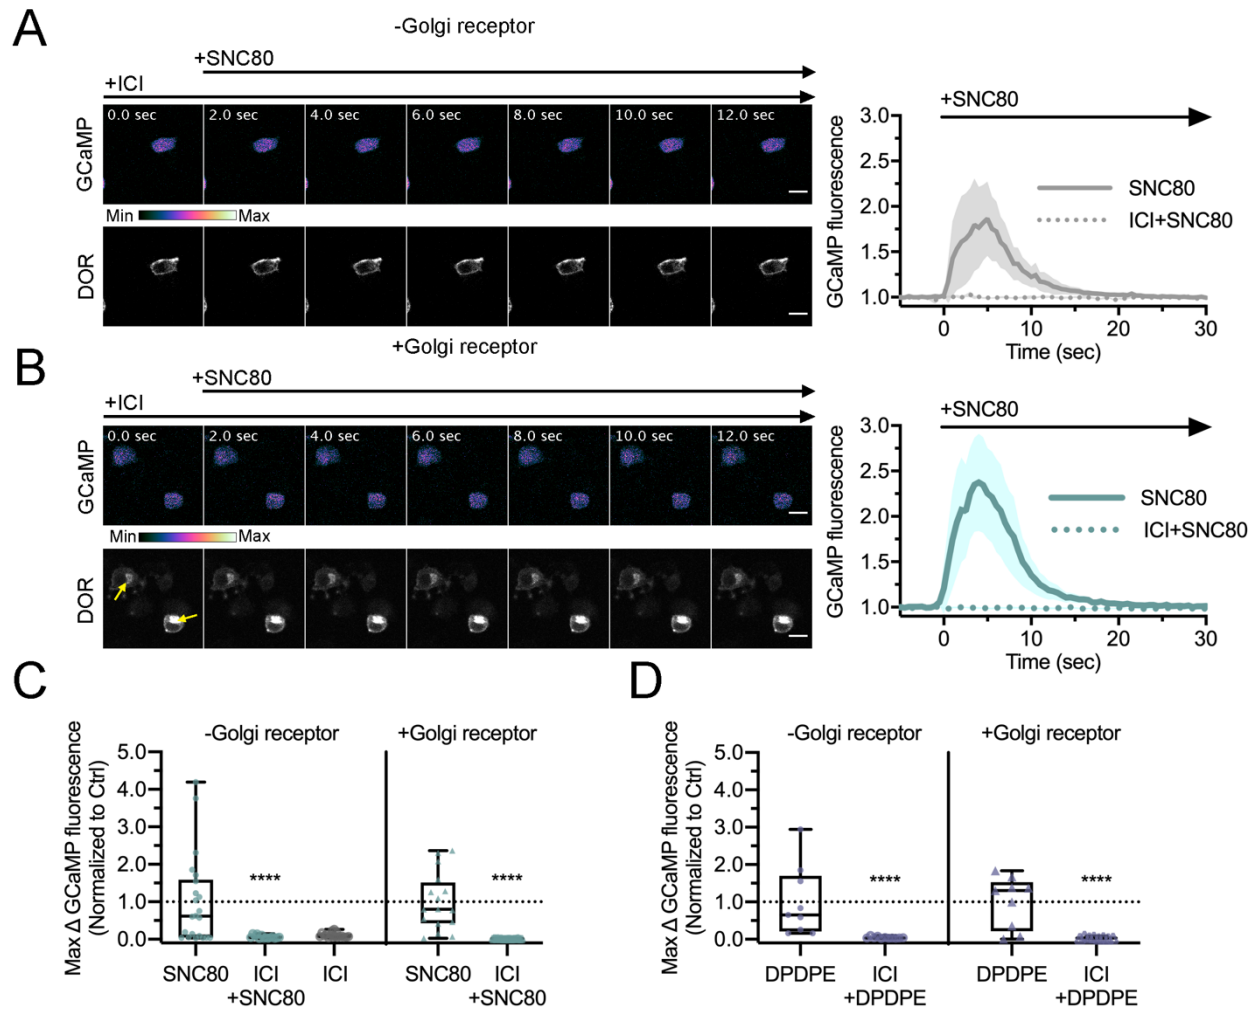 A
-Golgi receptor
+SNC80
+ICI
GCaMP
0.0 sec
2.0 sec
4.0 sec
6.0 sec
8.0 sec
10.0 sec
12.0 sec
Min
Max
DOR
+SNC80
GCaMP fluorescence
3.0
2.5
2.0
1.5
1.0
SNC80
ICI+SNC80
0
10
20
30
Time (sec)
B
+Golgi receptor
+SNC80
+ICI
GCaMP
0.0 sec
2.0 sec
4.0 sec
6.0 sec
8.0 sec
10.0 sec
12.0 sec
Min
Max
DOR
+SNC80
GCaMP fluorescence
3.0
2.5
2.0
1.5
1.0
SNC80
ICI+SNC80
0
10
20
30
Time (sec)
C
-Golgi receptor
+Golgi receptor
Max Δ GCaMP fluorescence
(Normalized to Ctrl)
5.0
4.0
3.0
2.0
1.0
0.0
****
****
SNC80
ICI
+SNC80
ICI
SNC80
ICI
+SNC80
D
-Golgi receptor
+Golgi receptor
Max Δ GCaMP fluorescence
(Normalized to Ctrl)
5.0
4.0
3.0
2.0
1.0
0.0
****
****
DPDPE
ICI
+DPDPE
DPDPE
ICI
+DPDPE